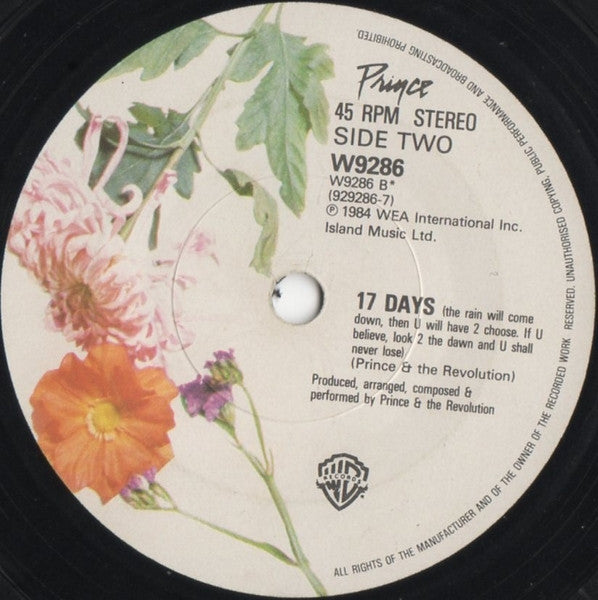 Prince
45 RPM STEREO
SIDE TWO
W9286
W9286 B*
(929286-7)
℗ 1984 WEA International Inc.
Island Music Ltd.
17 DAYS (the rain will come
down, then U will have 2 choose. If U
believe, look 2 the dawn and U shall
never lose)
(Prince & the Revolution)
Produced, arranged, composed &
performed by Prince & the Revolution
RECORDS
ALL RIGHTS OF THE MANUFACTURER AND OF THE OWNER OF THE RECORDED WORK RESERVED. UNAUTHORISED COPYING, PUBLIC PERFORMANCE AND BROADCASTING PROHIBITED.